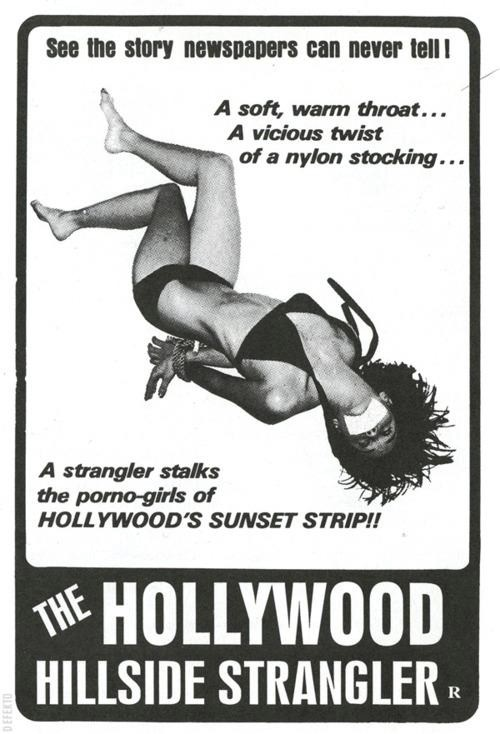 See the story newspapers can never tell!
A soft, warm throat...
A vicious twist
of a nylon stocking...
A strangler stalks
the porno-girls of
HOLLYWOOD'S SUNSET STRIP!!
THE HOLLYWOOD
HILLSIDE STRANGLER R
DEFEKTO